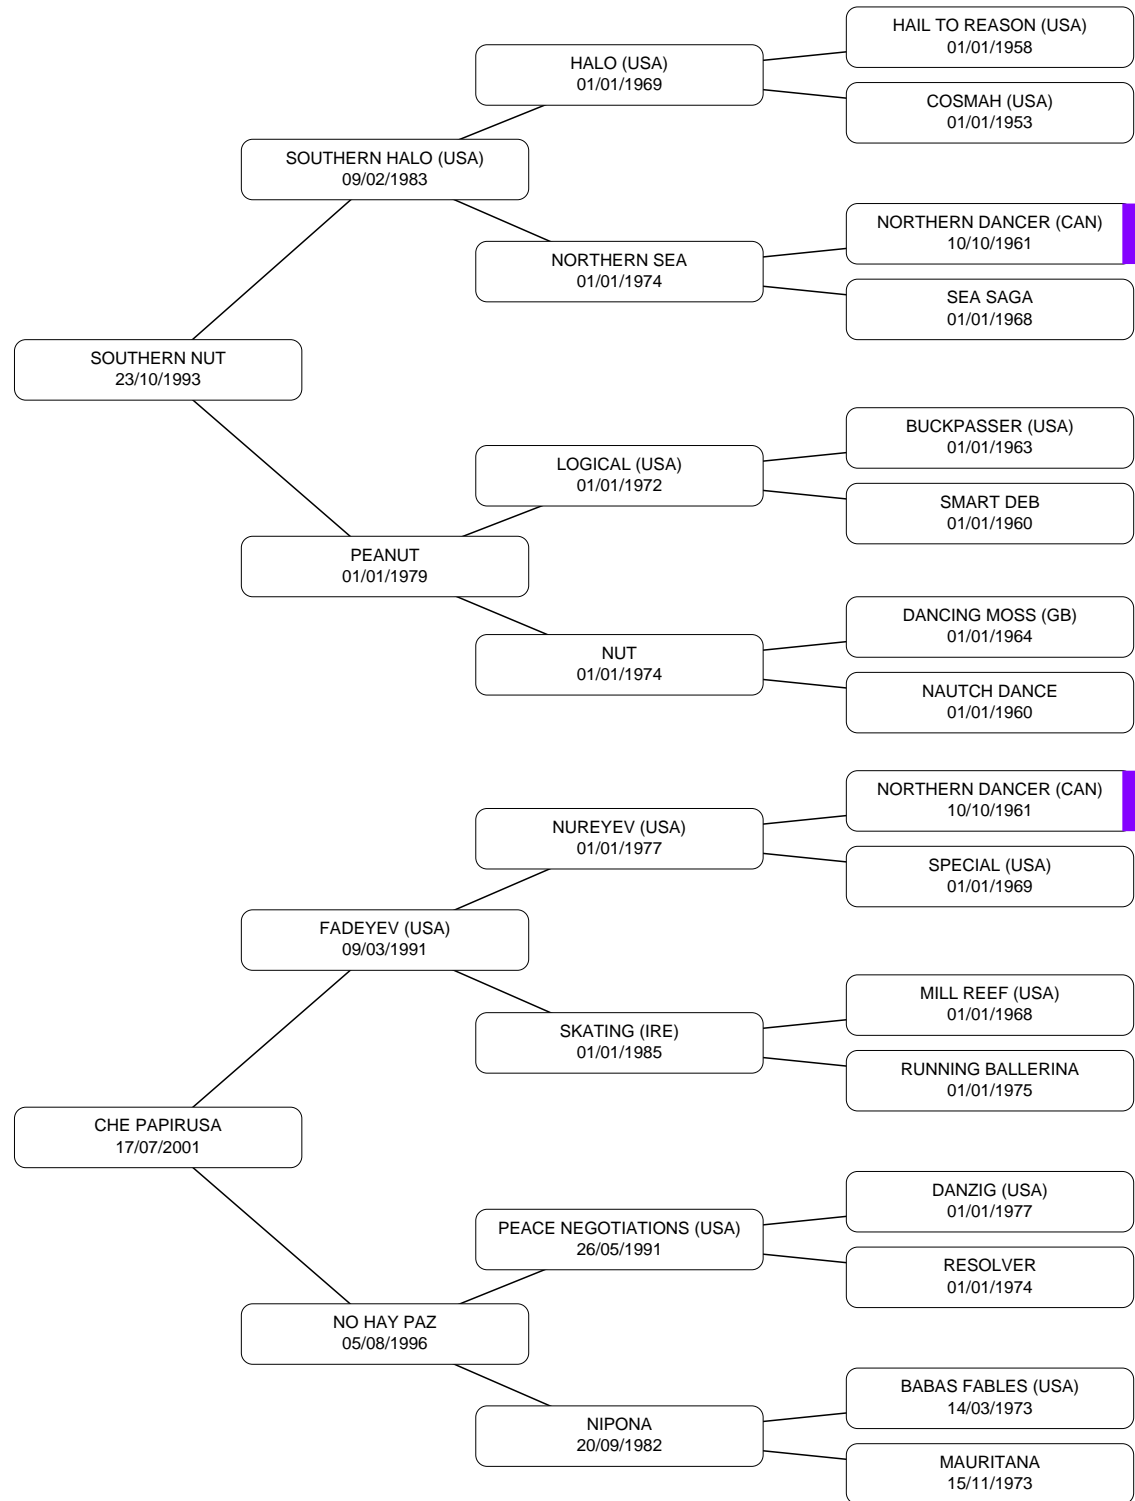 HAIL TO REASON (USA)
01/01/1958
HALO (USA)
01/01/1969
COSMAH (USA)
01/01/1953
SOUTHERN HALO (USA)
09/02/1983
NORTHERN DANCER (CAN)
10/10/1961
NORTHERN SEA
01/01/1974
SEA SAGA
01/01/1968
SOUTHERN NUT
23/10/1993
BUCKPASSER (USA)
01/01/1963
LOGICAL (USA)
01/01/1972
SMART DEB
01/01/1960
PEANUT
01/01/1979
DANCING MOSS (GB)
01/01/1964
NUT
01/01/1974
NAUTCH DANCE
01/01/1960
NORTHERN DANCER (CAN)
10/10/1961
NUREYEV (USA)
01/01/1977
SPECIAL (USA)
01/01/1969
FADEYEV (USA)
09/03/1991
MILL REEF (USA)
01/01/1968
SKATING (IRE)
01/01/1985
RUNNING BALLERINA
01/01/1975
CHE PAPIRUSA
17/07/2001
DANZIG (USA)
01/01/1977
PEACE NEGOTIATIONS (USA)
26/05/1991
RESOLVER
01/01/1974
NO HAY PAZ
05/08/1996
BABAS FABLES (USA)
14/03/1973
NIPONA
20/09/1982
MAURITANA
15/11/1973